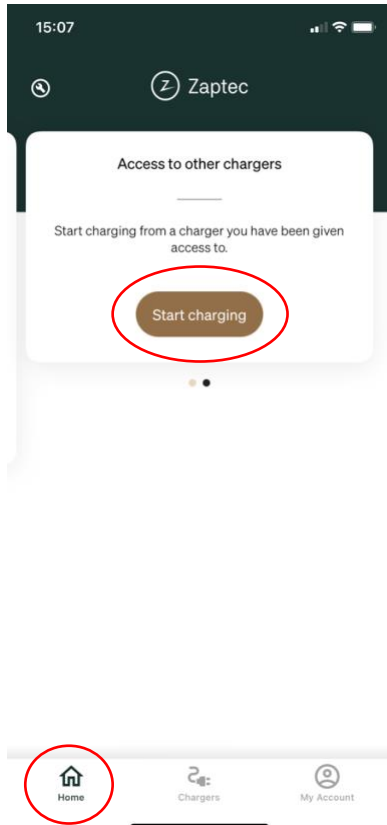 15:07
Zaptec
Access to other chargers
Start charging from a charger you have been given
access to.
Start charging
Home
Chargers
My Account